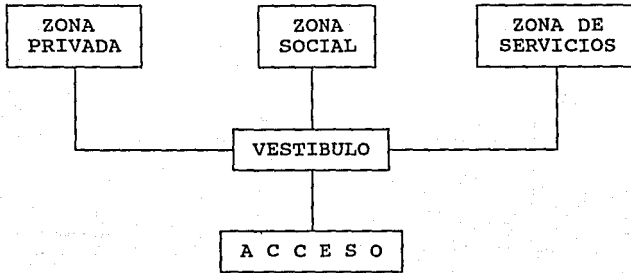 ZONA
PRIVADA
ZONA
SOCIAL
ZONA DE
SERVICIOS
VESTIBULO
A C C E S O